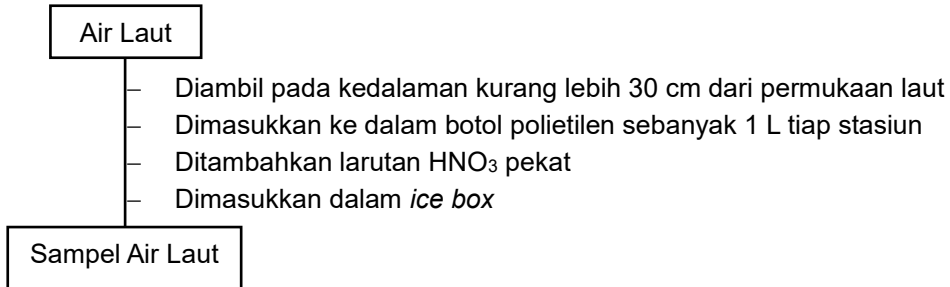 Air Laut
– Diambil pada kedalaman kurang lebih 30 cm dari permukaan laut
– Dimasukkan ke dalam botol polietilen sebanyak 1 L tiap stasiun
– Ditambahkan larutan HNO₃ pekat
– Dimasukkan dalam ice box
Sampel Air Laut